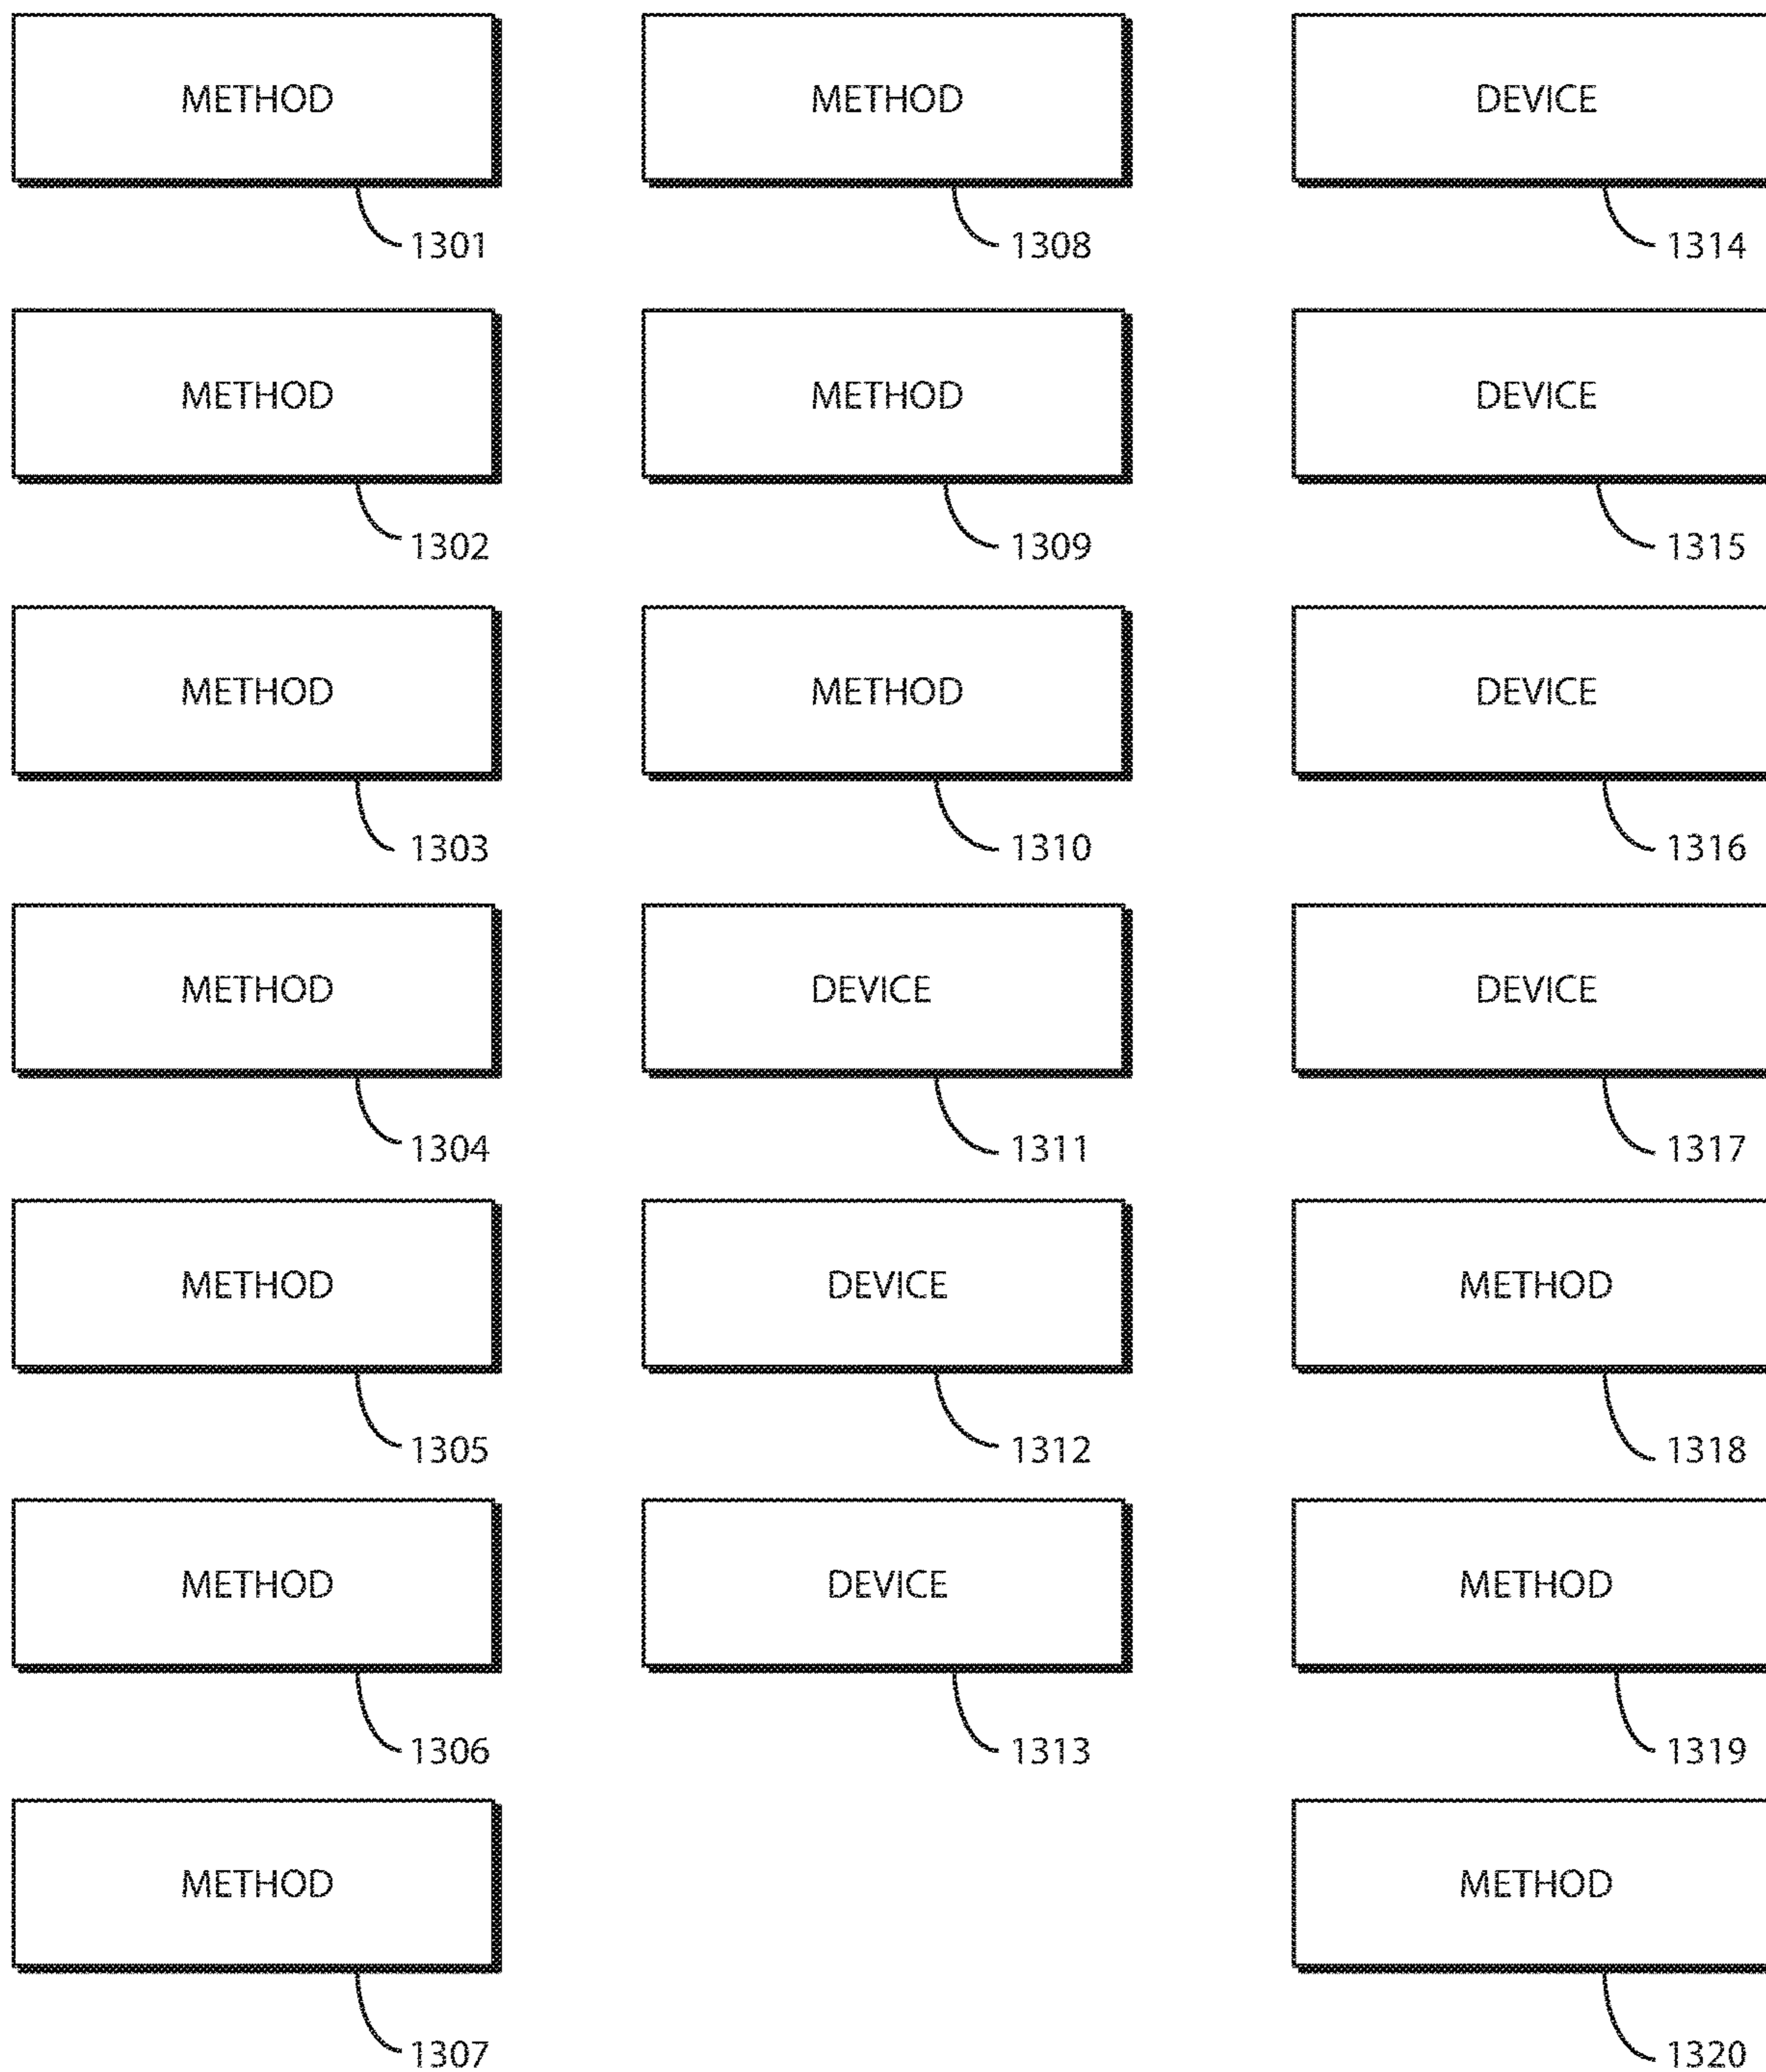 METHOD
1301
METHOD
1302
METHOD
1303
METHOD
1304
METHOD
1305
METHOD
1306
METHOD
1307
METHOD
1308
METHOD
1309
METHOD
1310
DEVICE
1311
DEVICE
1312
DEVICE
1313
DEVICE
1314
DEVICE
1315
DEVICE
1316
DEVICE
1317
METHOD
1318
METHOD
1319
METHOD
1320